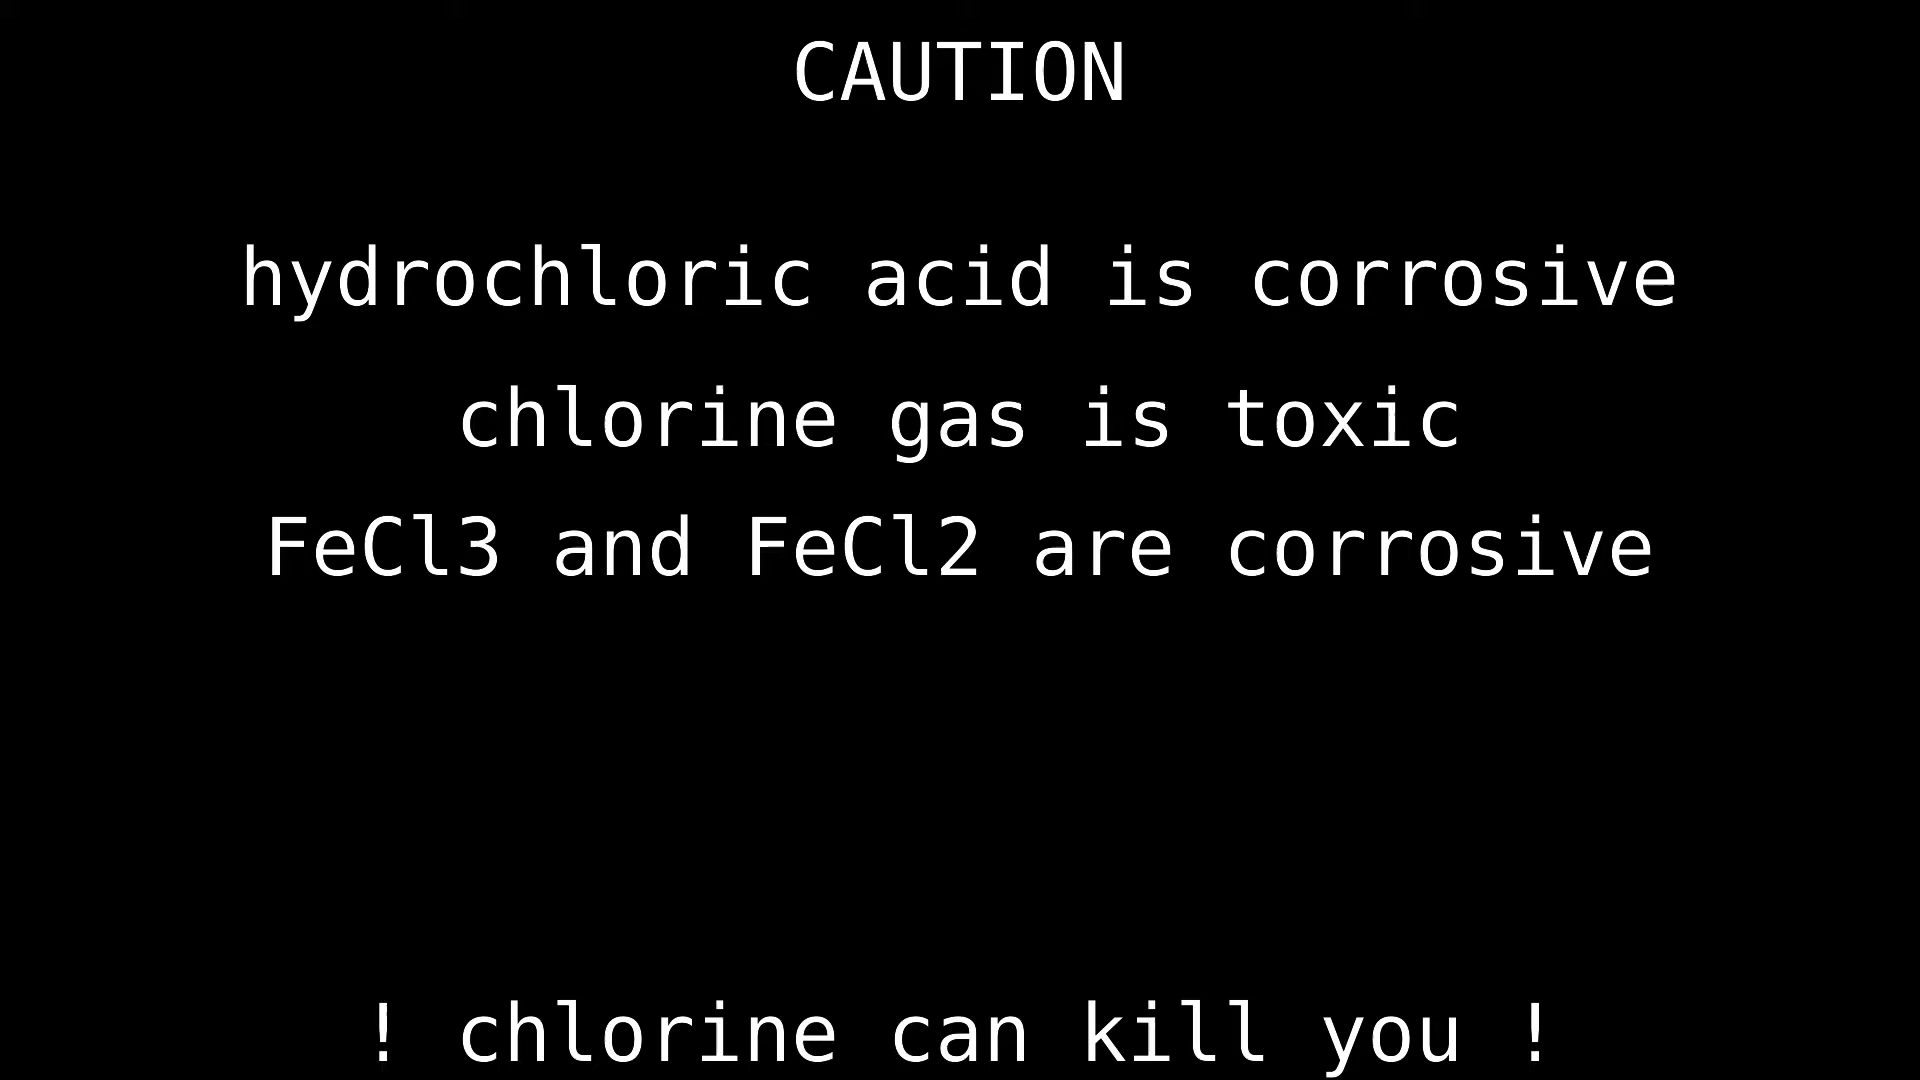 CAUTION
hydrochloric acid is corrosive
chlorine gas is toxic
FeCl3 and FeCl2 are corrosive
! chlorine can kill you !